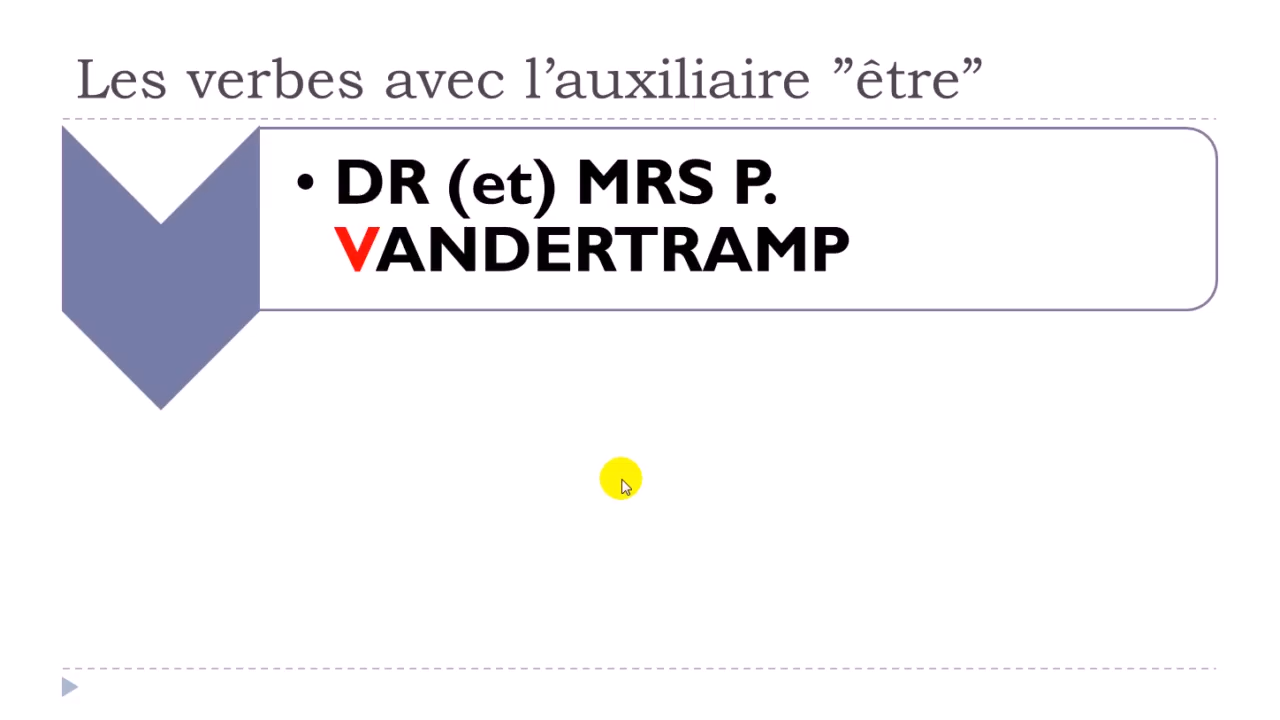 Les verbes avec l’auxiliaire ”être”
• DR (et) MRS P.
VANDERTRAMP